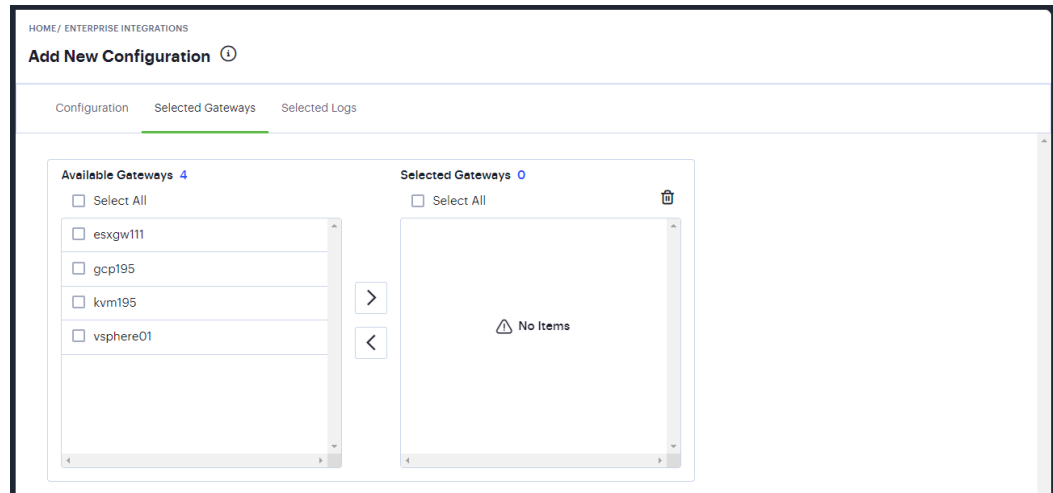 HOME/ ENTERPRISE INTEGRATIONS
Add New Configuration
Configuration Selected Gateways Selected Logs
Available Gateways 4
Select All
esxgw111
gcp195
kvm195
vsphere01
Selected Gateways 0
Select All
No Items